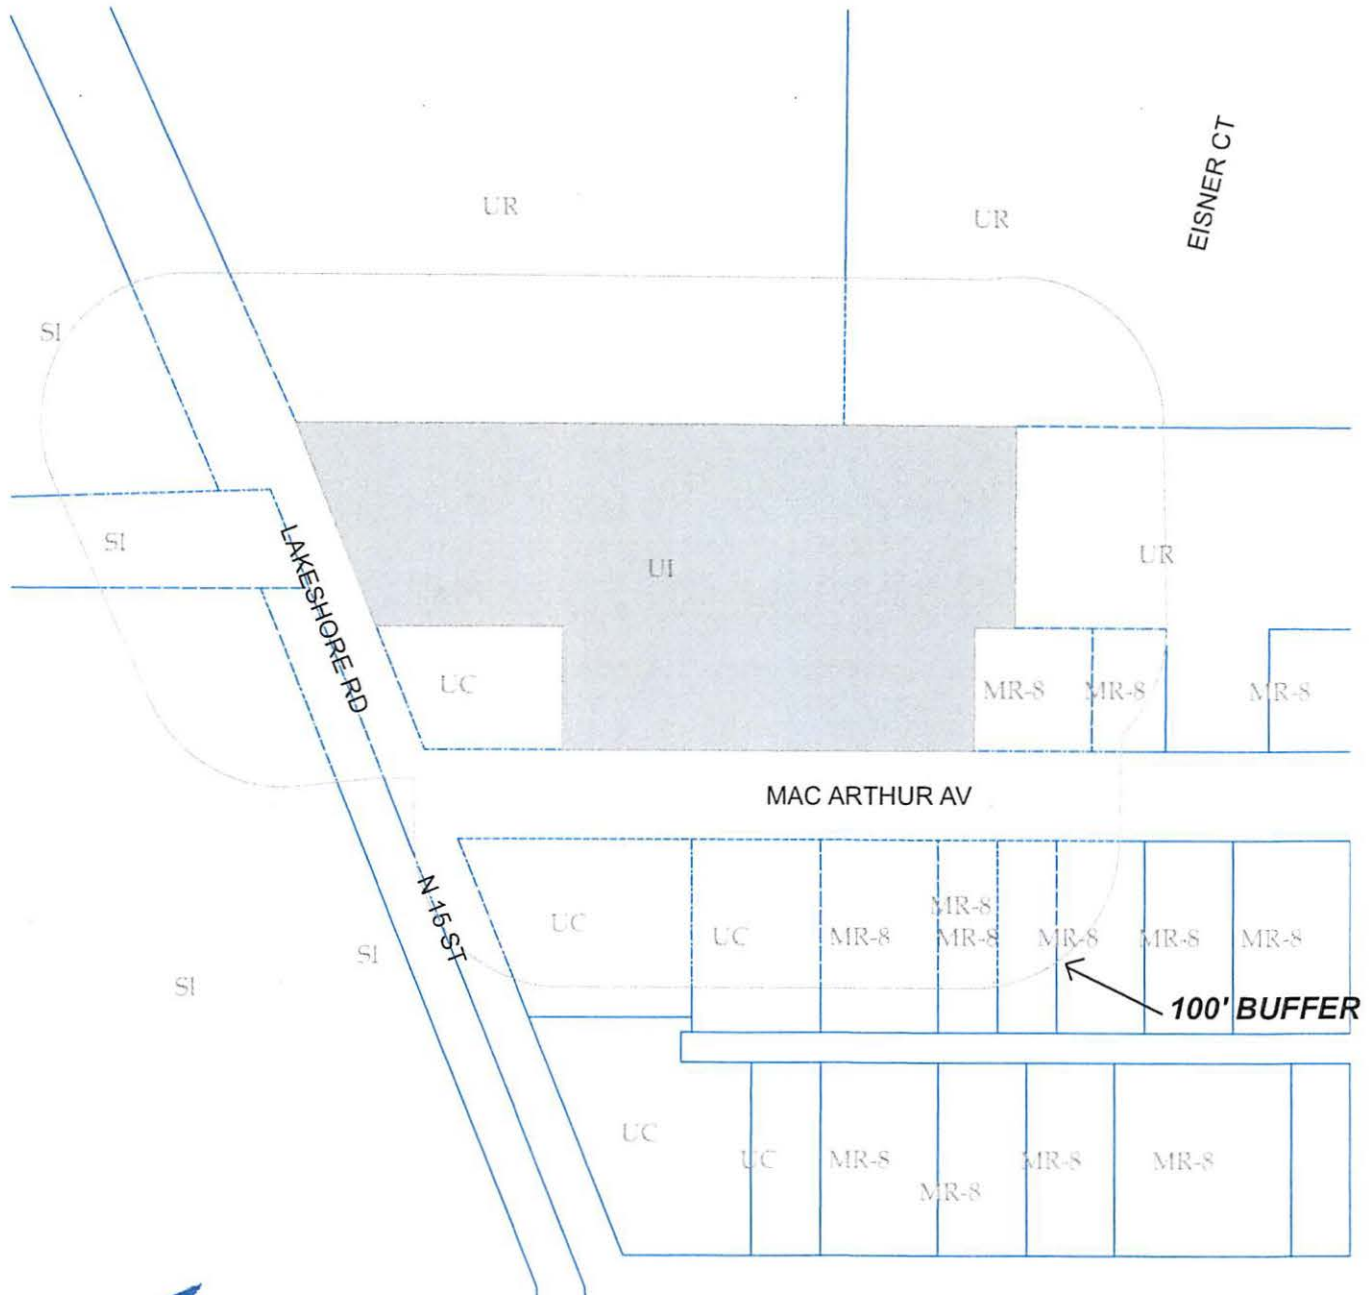 EISNER CT
UR
UR
SI
SI
LAKESHORE RD
UI
UR
UC
MR-8
MR-8
MR-8
MAC ARTHUR AV
N 15 ST
UC
UC
MR-8
MR-8
MR-8
MR-8
MR-8
MR-8
SI
SI
100' BUFFER
UC
UC
MR-8
MR-8
MR-8
MR-8